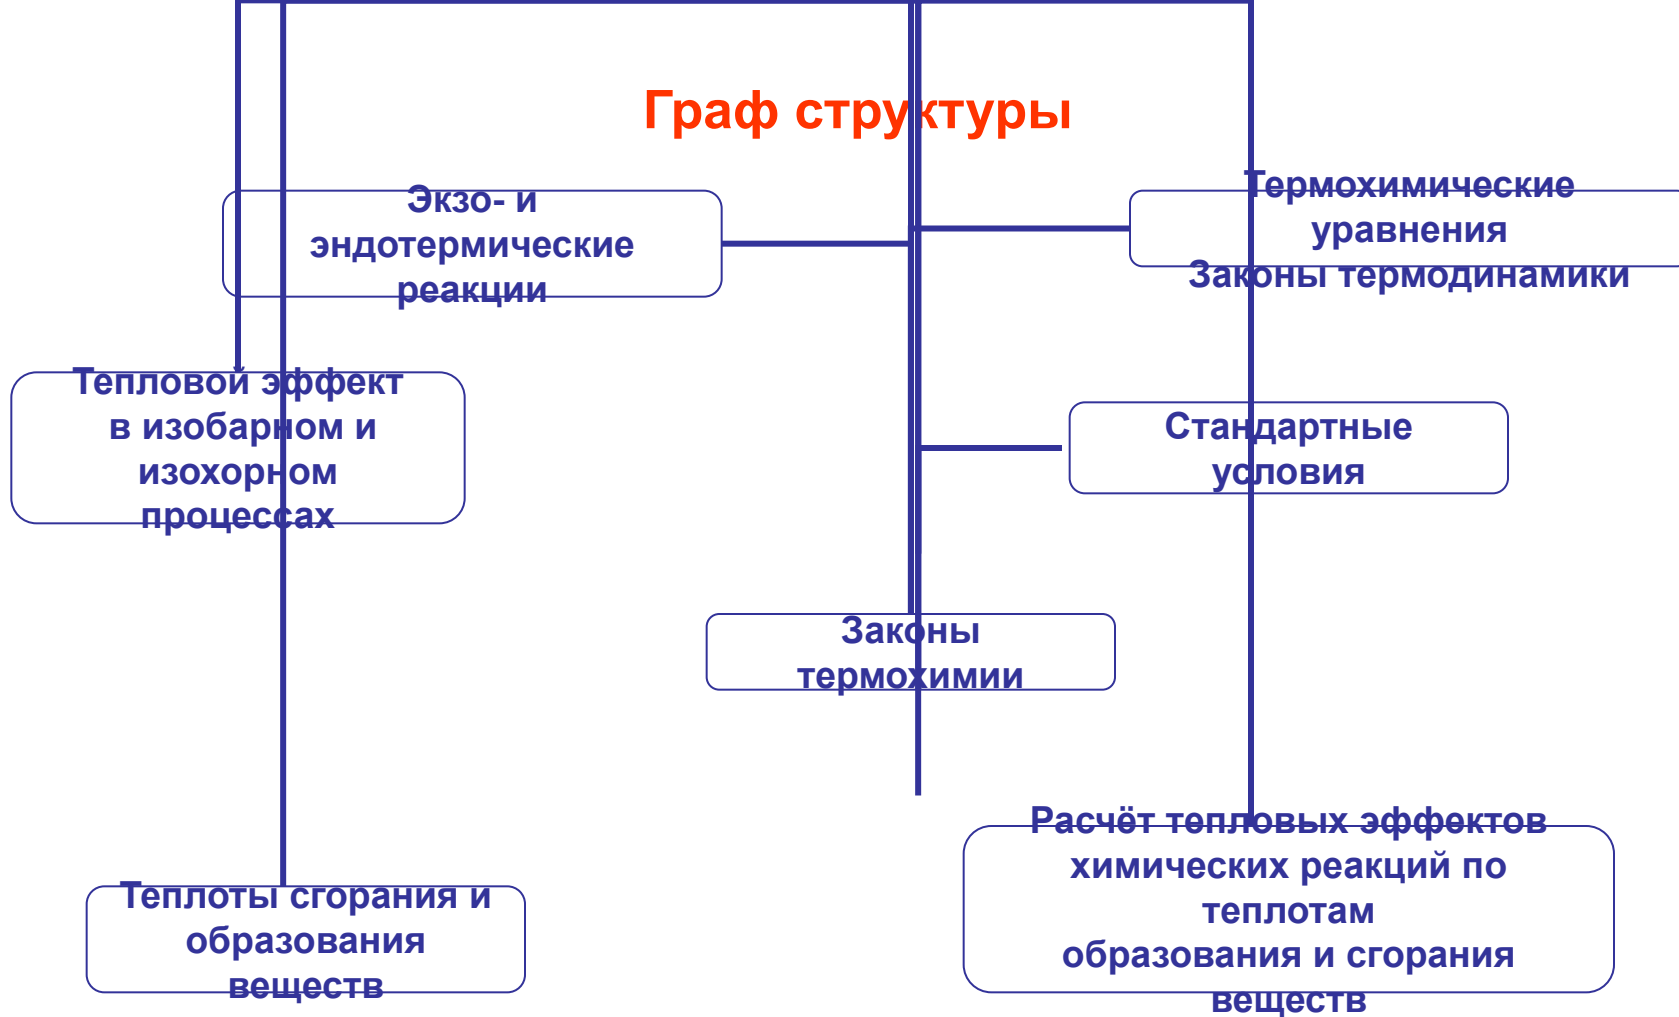 Граф структуры
Экзо- и
эндотермические
реакции
Термохимические
уравнения
Законы термодинамики
Тепловой эффект
в изобарном и
изохорном
процессах
Стандартные
условия
Законы
термохимии
Теплоты сгорания и
образования
веществ
Расчёт тепловых эффектов
химических реакций по
теплотам
образования и сгорания
веществ